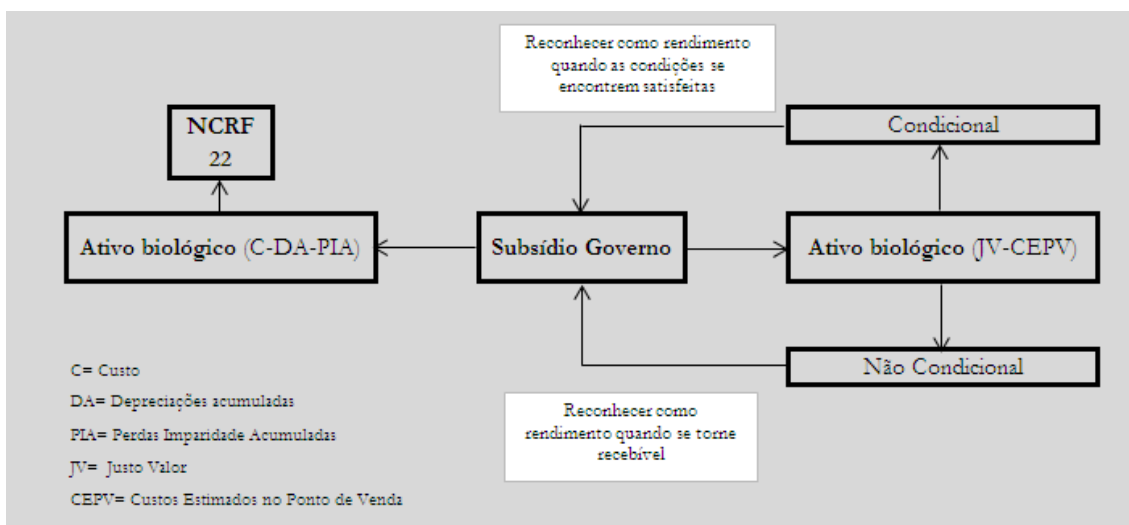 Reconhecer como rendimento
quando as condições se
encontrem satisfeitas
NCRF
22
Condicional
Ativo biológico (C-DA-PIA)
Subsídio Governo
Ativo biológico (JV-CEPV)
Não Condicional
Reconhecer como
rendimento quando se torne
recebível
C= Custo
DA= Depreciações acumuladas
PIA= Perdas Imparidade Acumuladas
JV= Justo Valor
CEPV= Custos Estimados no Ponto de Venda